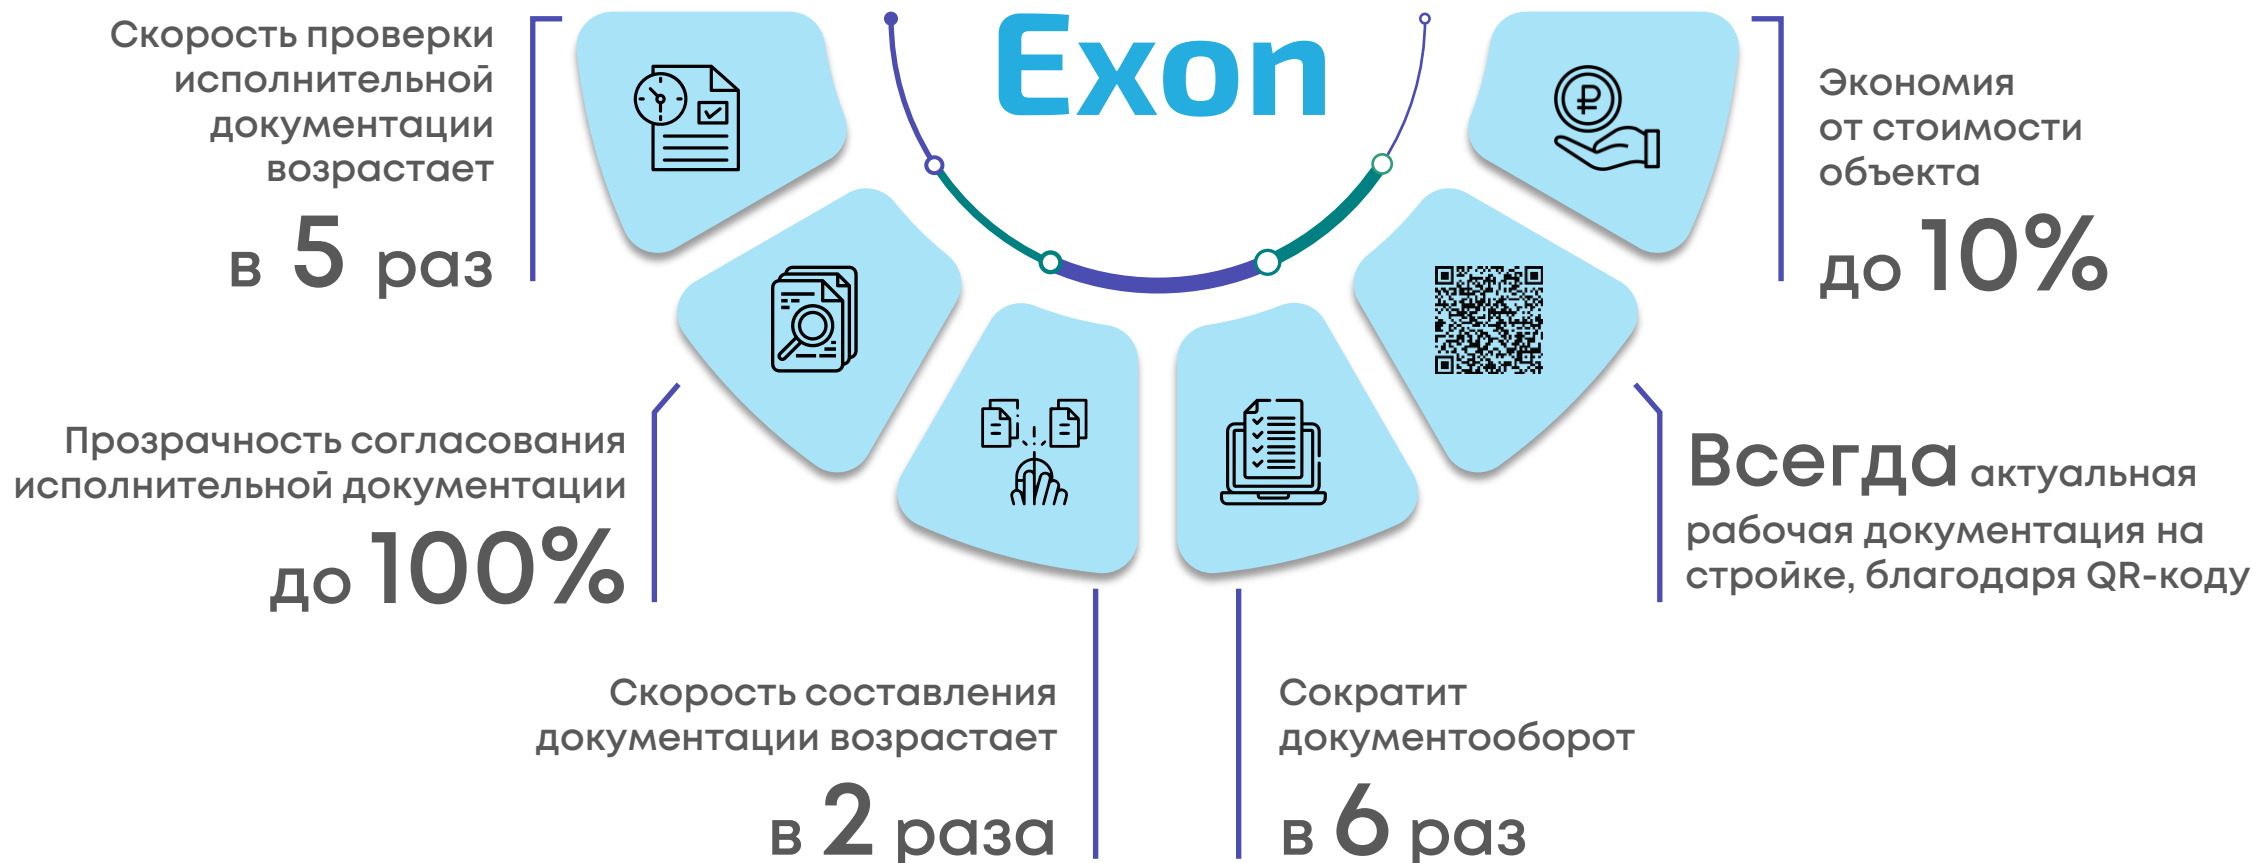 Exon
Скорость проверки
исполнительной
документации
возрастает
в 5 раз
Прозрачность согласования
исполнительной документации
до 100%
Скорость составления
документации возрастает
в 2 раза
Сократит
документооборот
в 6 раз
Всегда актуальная
рабочая документация на
стройке, благодаря QR-коду
Экономия
от стоимости
объекта
до 10%